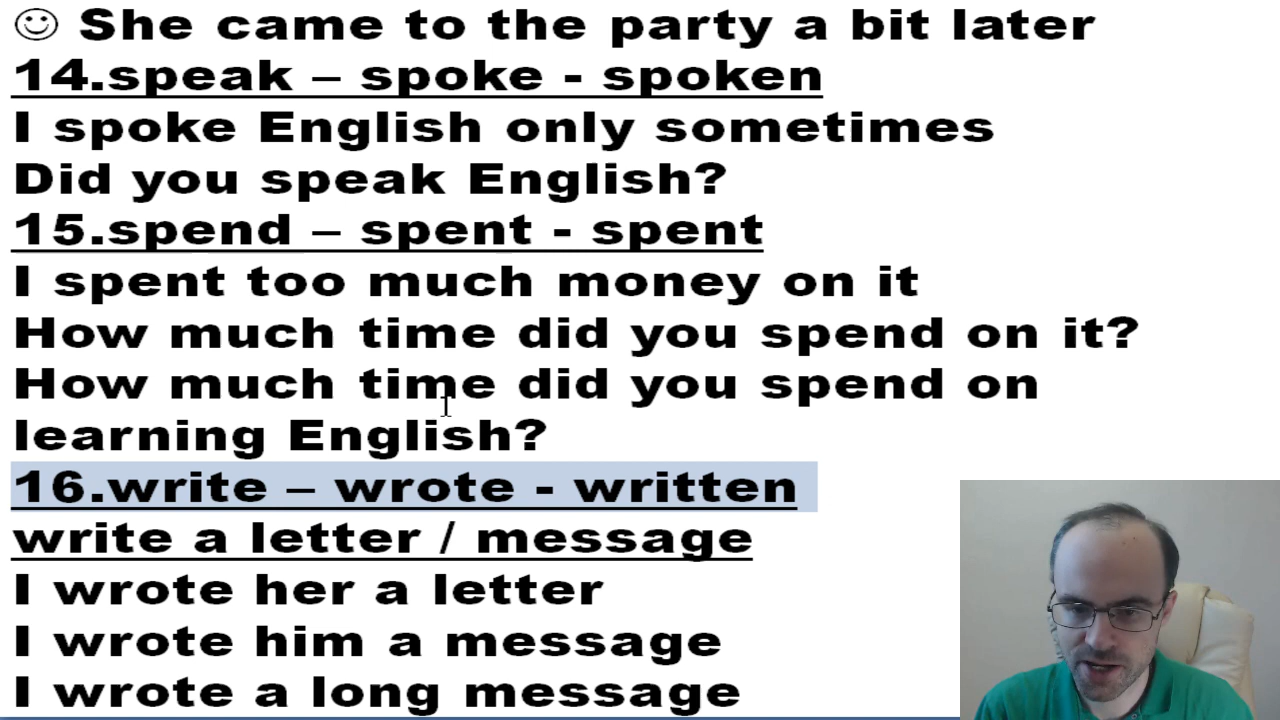 ☺ She came to the party a bit later
14.speak – spoke - spoken
I spoke English only sometimes
Did you speak English?
15.spend – spent - spent
I spent too much money on it
How much time did you spend on it?
How much time did you spend on
learning English?
16.write – wrote - written
write a letter / message
I wrote her a letter
I wrote him a message
I wrote a long message